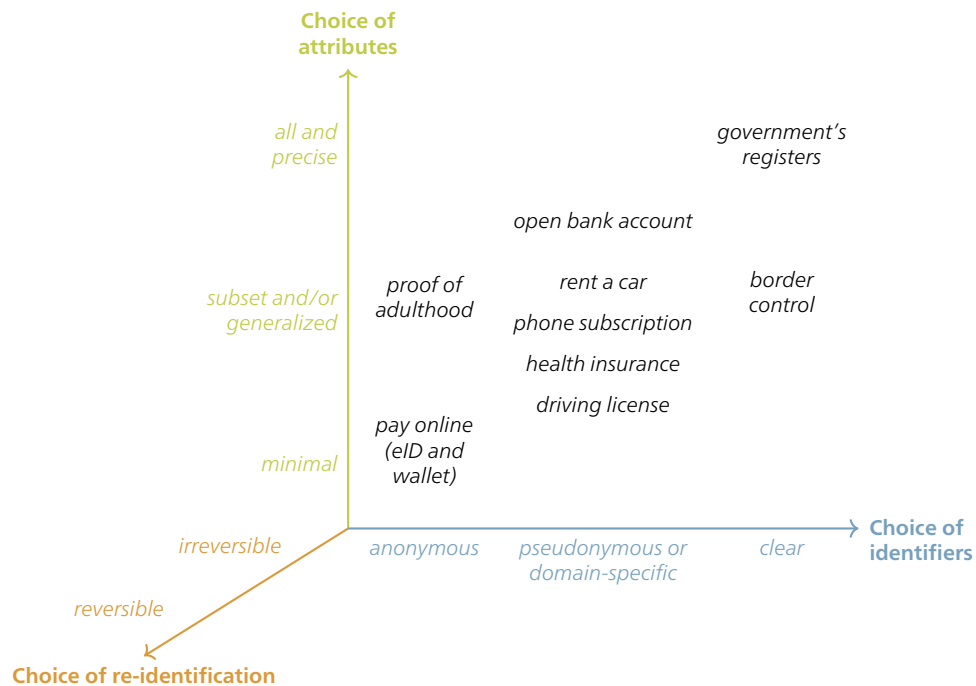 Choice of
attributes
all and
precise
government's
registers
open bank account
subset and/or
generalized
proof of
adulthood
rent a car
border
control
phone subscription
health insurance
driving license
pay online
(eID and
wallet)
minimal
Choice of
identifiers
irreversible
anonymous
pseudonymous or
domain-specific
clear
reversible
Choice of re-identification